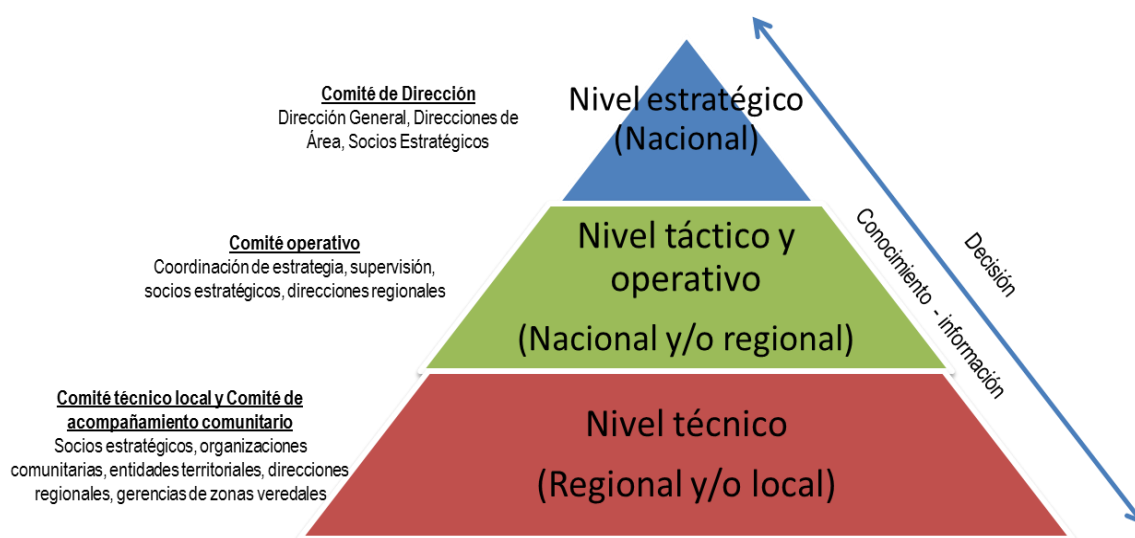 Comité de Dirección
Dirección General, Direcciones de
Área, Socios Estratégicos
Nivel estratégico
(Nacional)
Comité operativo
Coordinación de estrategia, supervisión,
socios estratégicos, direcciones regionales
Nivel táctico y
operativo
(Nacional y/o regional)
Comité técnico local y Comité de
acompañamiento comunitario
Socios estratégicos, organizaciones
comunitarias, entidades territoriales, direcciones
regionales, gerencias de zonas veredales
Nivel técnico
(Regional y/o local)
Decisión
Conocimiento - información